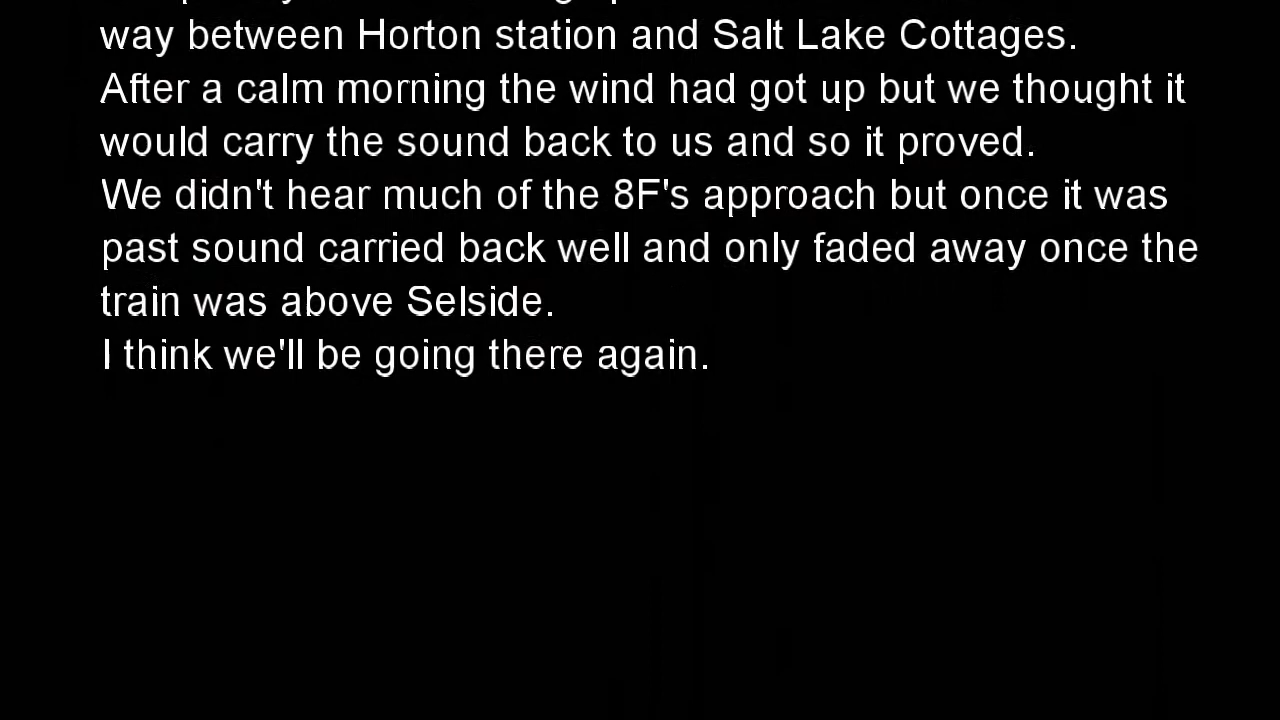 way between Horton station and Salt Lake Cottages.
After a calm morning the wind had got up but we thought it
would carry the sound back to us and so it proved.
We didn't hear much of the 8F's approach but once it was
past sound carried back well and only faded away once the
train was above Selside.
I think we'll be going there again.